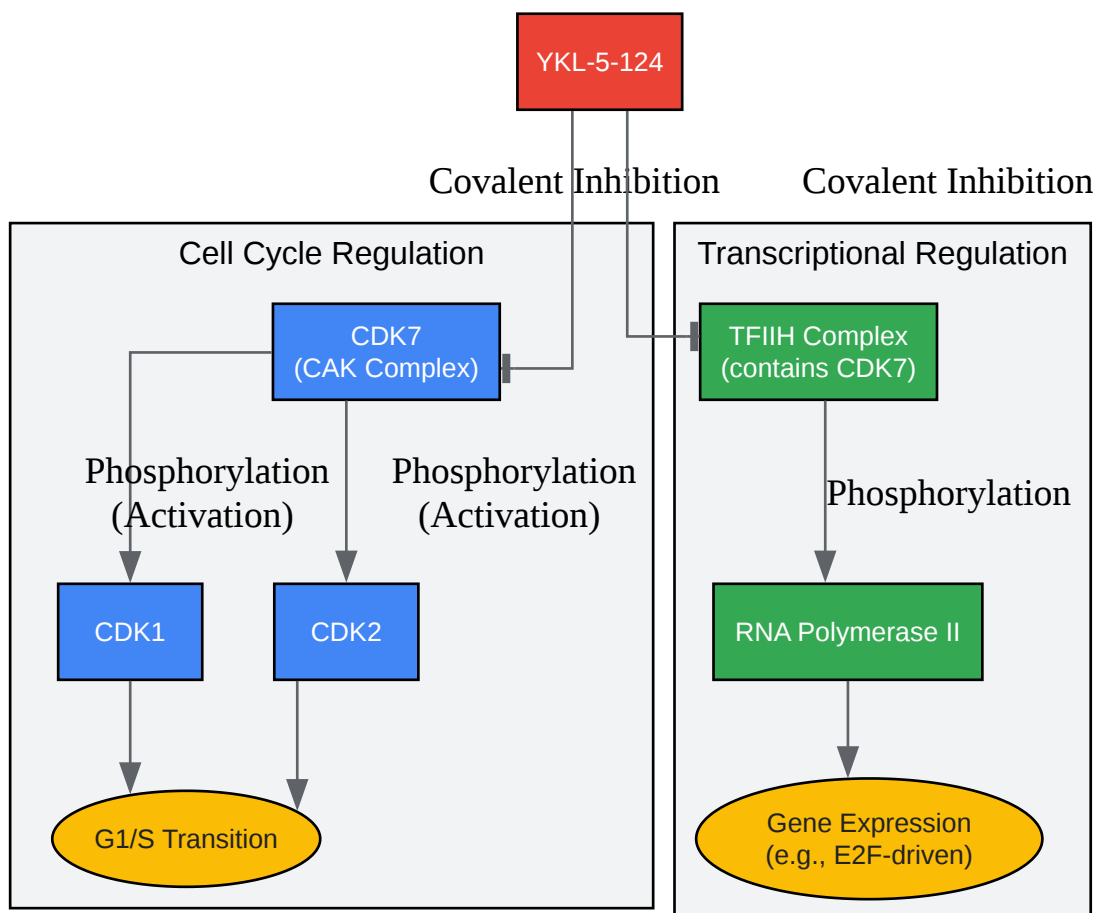 YKL-5-124
Covalent Inhibition
Covalent Inhibition
Cell Cycle Regulation
Transcriptional Regulation
CDK7
(CAK Complex)
TFIIH Complex
(contains CDK7)
Phosphorylation
(Activation)
Phosphorylation
(Activation)
Phosphorylation
CDK1
CDK2
RNA Polymerase II
G1/S Transition
Gene Expression
(e.g., E2F-driven)